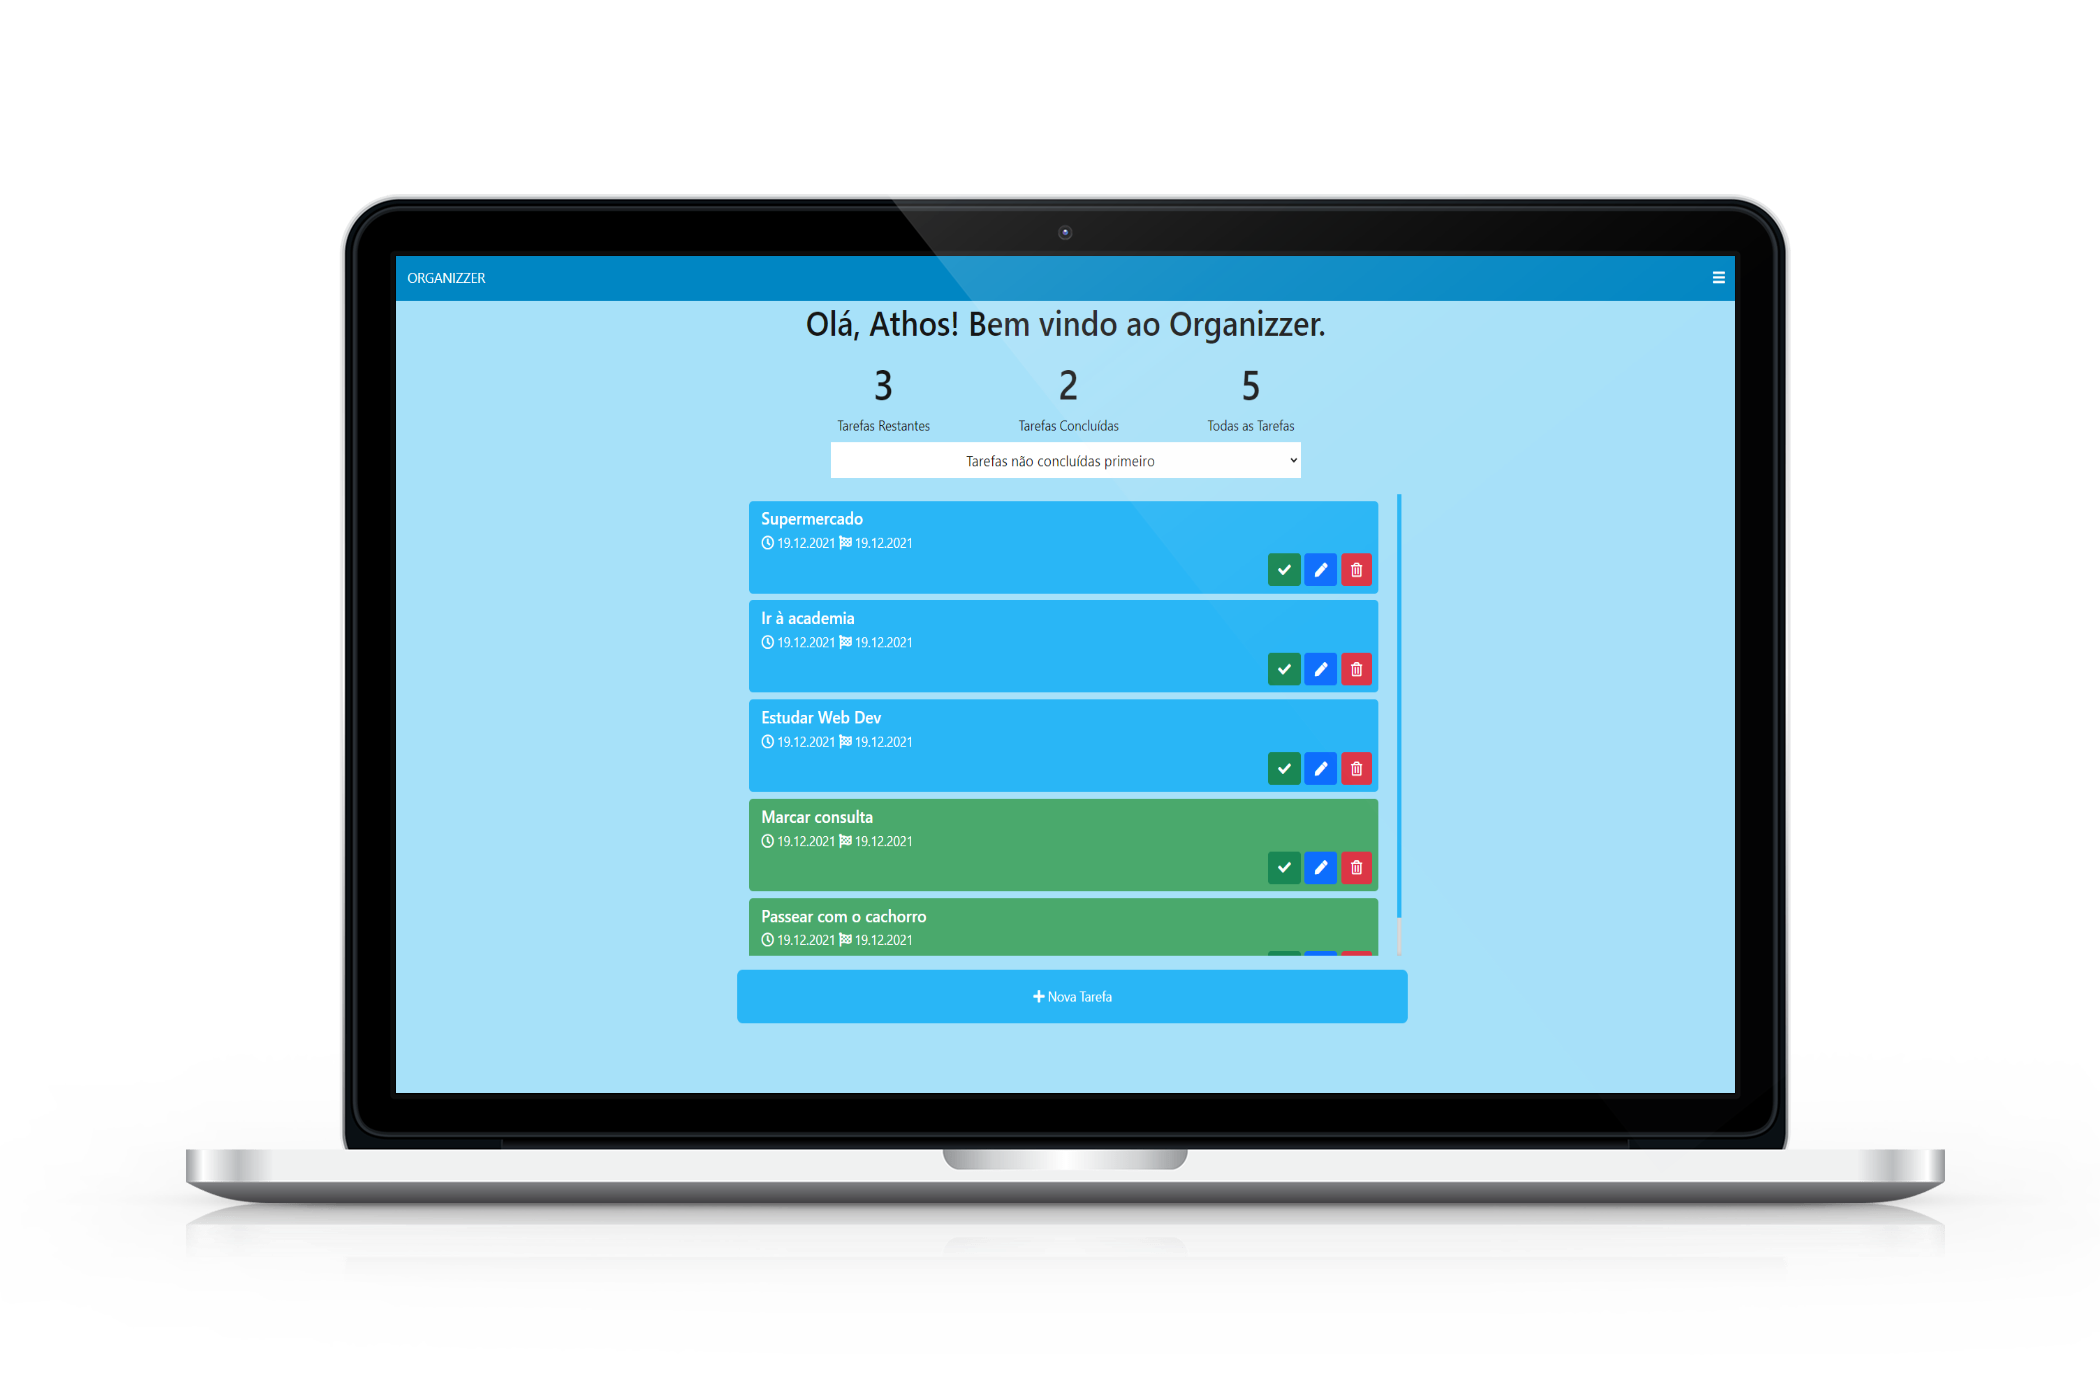 ORGANIZZER
Olá, Athos! Bem vindo ao Organizzer.
3 2 5
Tarefas Restantes Tarefas Concluídas Todas as Tarefas
Tarefas não concluídas primeiro
Supermercado
19.12.2021 19.12.2021
Ir à academia
19.12.2021 19.12.2021
Estudar Web Dev
19.12.2021 19.12.2021
Marcar consulta
19.12.2021 19.12.2021
Passear com o cachorro
19.12.2021 19.12.2021
Nova Tarefa